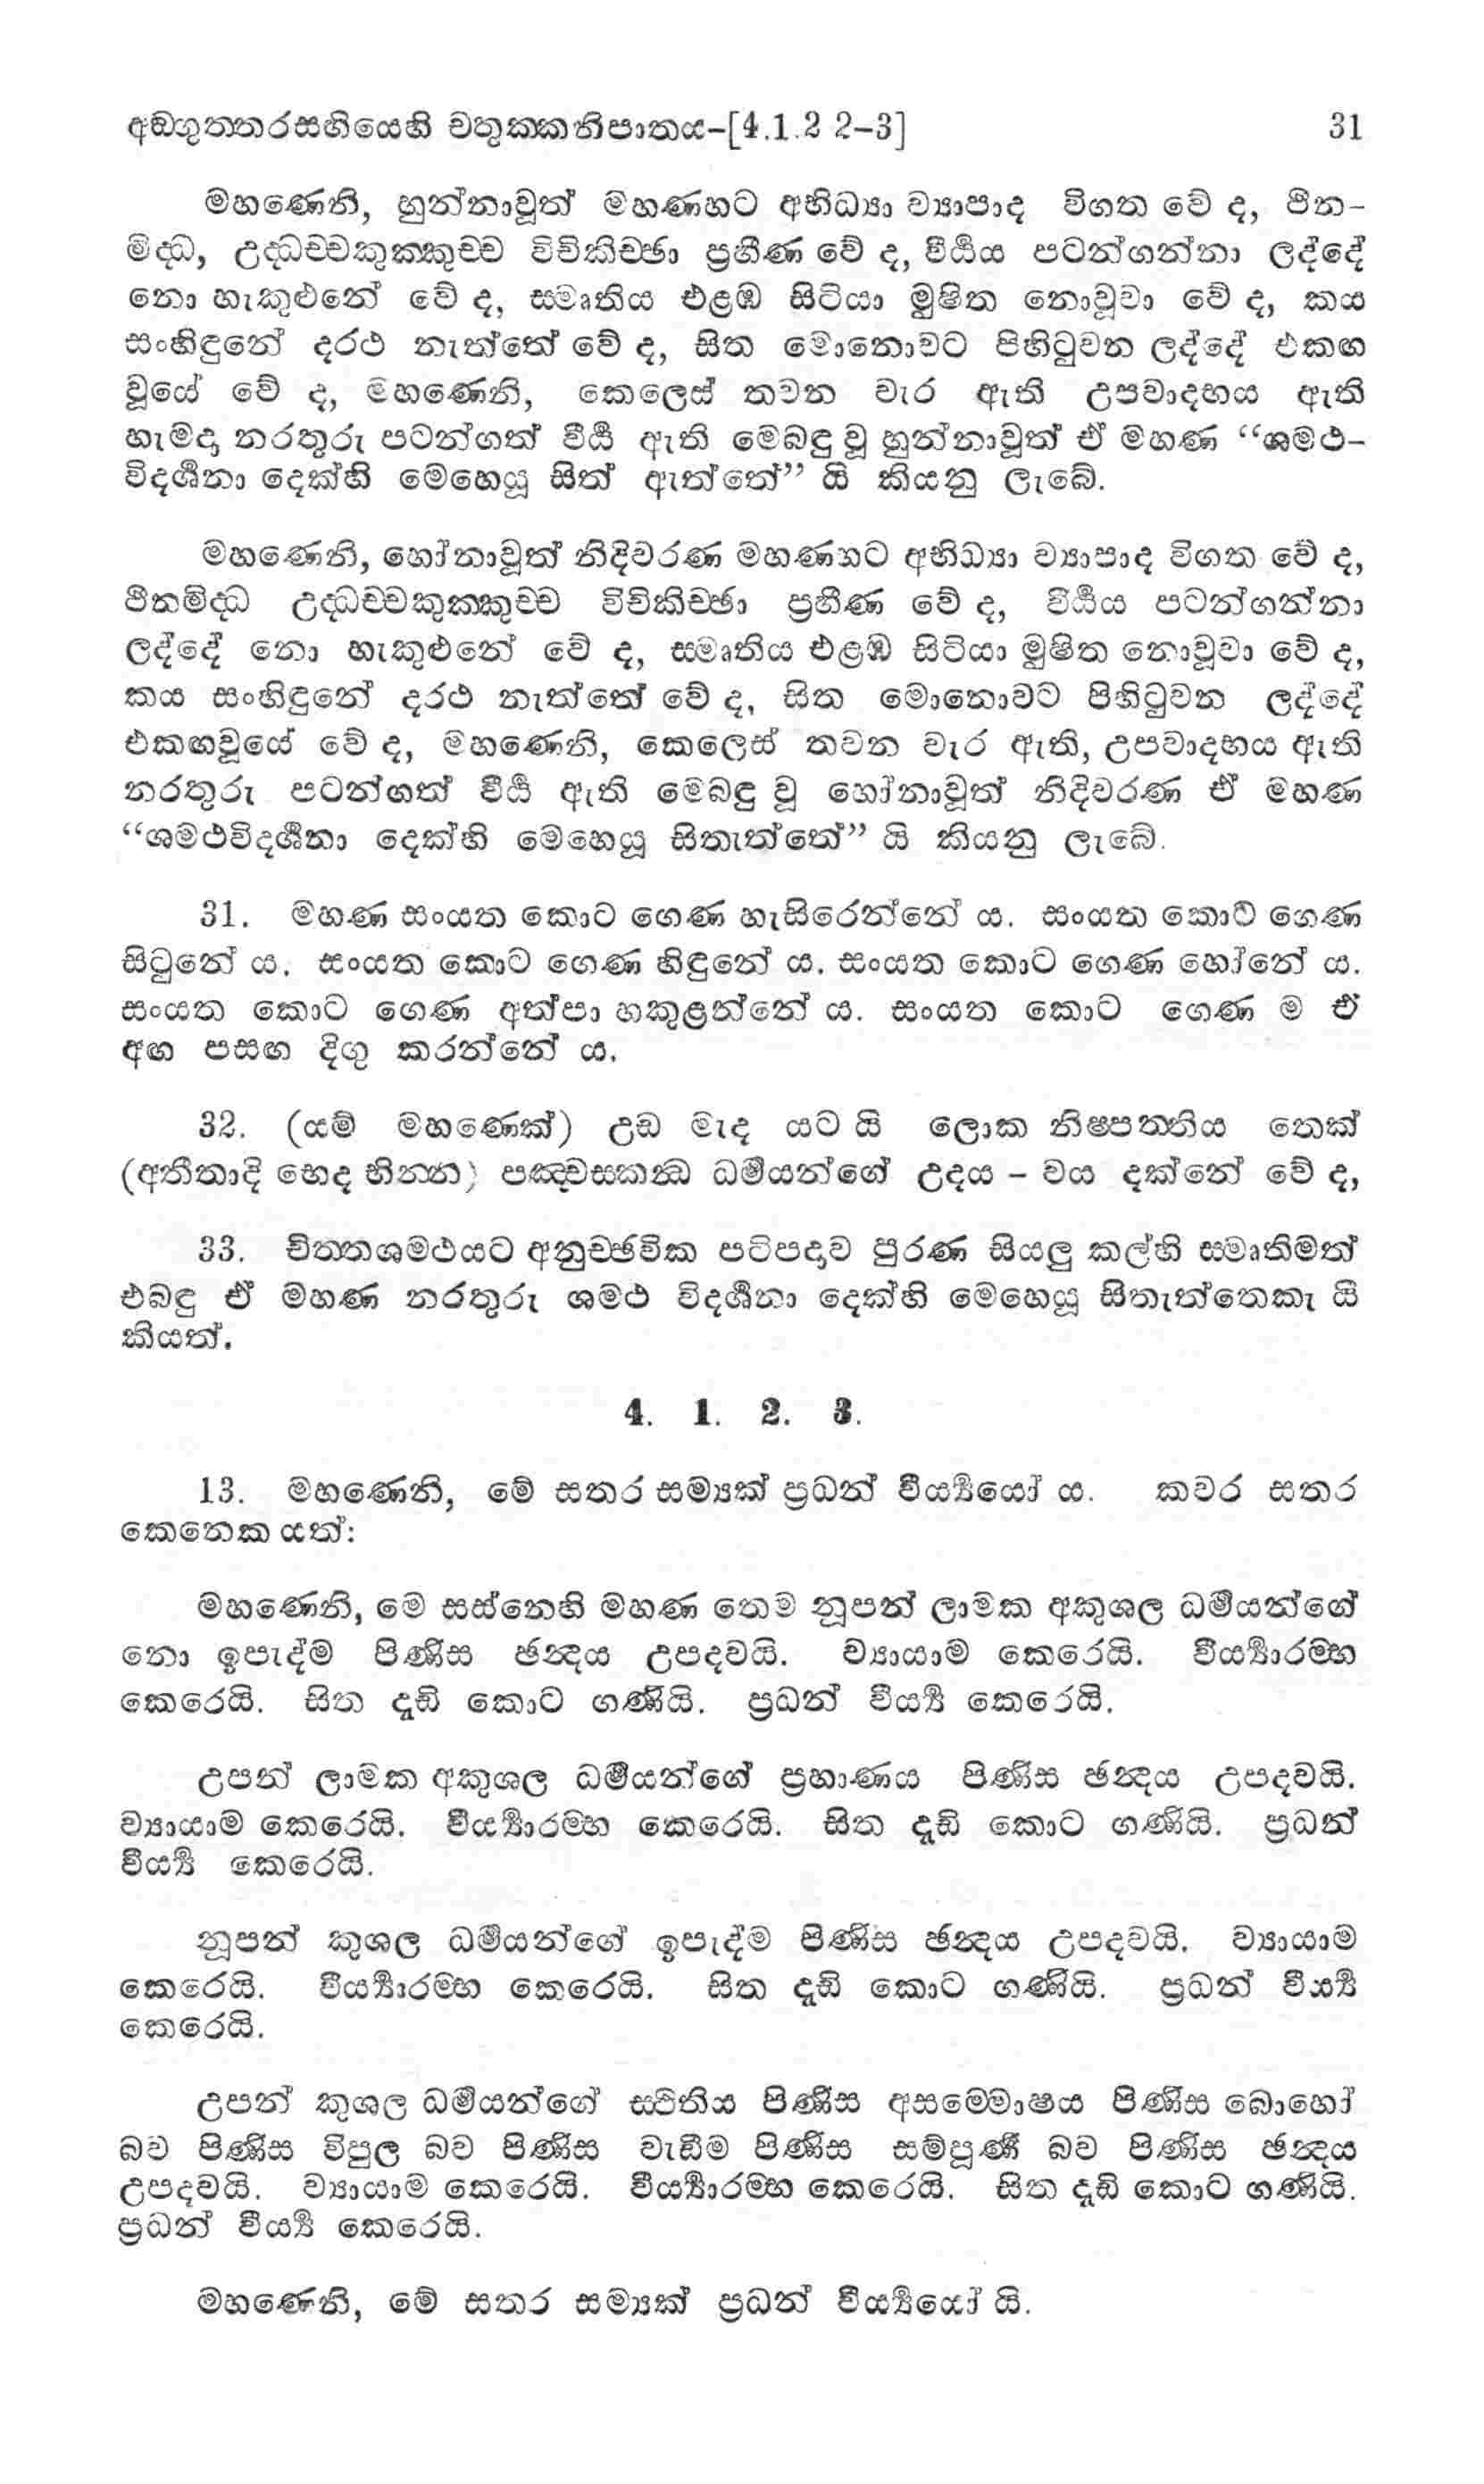 අඞ්ගුත්තරසඟියෙහි චතුක්කනිපාතය–[4.1.2 2–3] 31
මහණෙනි, හුන්නාවූත් මහණහට අභිධ්‍යා ව්‍යාපාද විගත වේ ද, ථීන–
මිද්ධ, උද්ධච්චකුක්කුච්ච විචිකිච්ඡා ප්‍රහීණ වේ ද, වීර්‍ය්‍යය පටන්ගන්නා ලද්දේ
නො හැකුළුනේ වේ ද, ස්මෘතිය එළඹ සිටියා මුෂිත නොවූවා වේ ද, කය
සංහිඳුනේ දරථ නැත්තේ වේ ද, සිත මොනොවට පිහිටුවන ලද්දේ එකඟ
වූයේ වේ ද, මහණෙනි, කෙලෙස් තවන වැර ඇති උපවාදභය ඇති
හැමදා නරතුරු පටන්ගත් වීර්‍ය්‍ය ඇති මෙබඳු වූ හුන්නාවූත් ඒ මහණ “ශමථ–
විදර්‍ශනා දෙක්හි මෙහෙයූ සිත් ඇත්තේ” යි කියනු ලැබේ.
මහණෙනි, හෝනාවූත් නිදිවරණ මහණහට අභිධ්‍යා ව්‍යාපාද විගත වේ ද,
ථීනමිද්ධ උද්ධච්චකුක්කුච්ච විචිකිච්ඡා ප්‍රහීණ වේ ද, වීර්‍ය්‍යය පටන්ගන්නා
ලද්දේ නො හැකුළුනේ වේ ද, ස්මෘතිය එළඹ සිටියා මුෂිත නොවූවා වේ ද,
කය සංහිඳුනේ දරථ නැත්තේ වේ ද, සිත මොනොවට පිහිටුවන ලද්දේ
එකඟවූයේ වේ ද, මහණෙනි, කෙලෙස් තවන වැර ඇති, උපවාදභය ඇති
නරතුරු පටන්ගත් වීර්‍ය්‍ය ඇති මෙබඳු වූ හෝනාවූත් නිදිවරණ ඒ මහණ
“ශමථවිදර්‍ශනා දෙක්හි මෙහෙයූ සිතැත්තේ” යි කියනු ලැබේ.
31. මහණ සංයත කොට ගෙණ හැසිරෙන්නේ ය. සංයත කොට ගෙණ
සිටුනේ ය. සංයත කොට ගෙණ හිඳුනේ ය. සංයත කොට ගෙණ හෝනේ ය.
සංයත කොට ගෙණ අත්පා හකුළන්නේ ය. සංයත කොට ගෙණ ම ඒ
අඟ පසඟ දිගු කරන්නේ ය.
32. (යම් මහණෙක්) උඩ මැද යට යි ලොක නිෂ්පත්තිය තෙක්
(අතීතාදි භෙද භින්න) පඤ්චස්කන්ධ ධර්‍මයන්ගේ උදය – වය දක්නේ වේ ද,
33. චිත්තශමථයට අනුච්ඡවික පටිපදාව පුරණ සියලු කල්හි ස්මෘතිමත්
එබඳු ඒ මහණ නරතුරු ශමථ විදර්‍ශනා දෙක්හි මෙහෙයූ සිතැත්තෙකැ යි
කියත්.
4. 1. 2. 3.
13. මහණෙනි, මේ සතර සම්‍යක් ප්‍රධන් වීර්‍ය්‍යයෝ ය. කවර සතර
කෙනෙක යත්:
මහණෙනි, මෙ සස්නෙහි මහණ තෙම නූපන් ලාමක අකුශල ධර්‍මයන්ගේ
නො ඉපැද්ම පිණිස ඡන්දය උපදවයි. ව්‍යායාම කෙරෙයි. වීර්‍ය්‍යාරම්භ
කෙරෙයි. සිත දැඩි කොට ගණියි. ප්‍රධන් වීර්‍ය්‍ය කෙරෙයි.
උපන් ලාමක අකුශල ධර්‍මයන්ගේ ප්‍රහාණය පිණිස ඡන්දය උපදවයි.
ව්‍යායාම කෙරෙයි. වීර්‍ය්‍යාරම්භ කෙරෙයි. සිත දැඩි කොට ගණියි. ප්‍රධන්
වීර්‍ය්‍ය කෙරෙයි.
නූපන් කුශල ධර්‍මයන්ගේ ඉපැද්ම පිණිස ඡන්දය උපදවයි. ව්‍යායාම
කෙරෙයි. වීර්‍ය්‍යාරම්භ කෙරෙයි. සිත දැඩි කොට ගණියි. ප්‍රධන් වීර්‍ය්‍ය
කෙරෙයි.
උපන් කුශල ධර්‍මයන්ගේ ස්ථිතිය පිණිස අසම්මොෂය පිණිස බොහෝ
බව පිණිස විපුල බව පිණිස වැඩීම පිණිස සම්පූර්‍ණ බව පිණිස ඡන්දය
උපදවයි. ව්‍යායාම කෙරෙයි. වීර්‍ය්‍යාරම්භ කෙරෙයි. සිත දැඩි කොට ගණියි.
ප්‍රධන් වීර්‍ය්‍ය කෙරෙයි.
මහණෙනි, මේ සතර සම්‍යක් ප්‍රධන් වීර්‍ය්‍යයෝ යි.